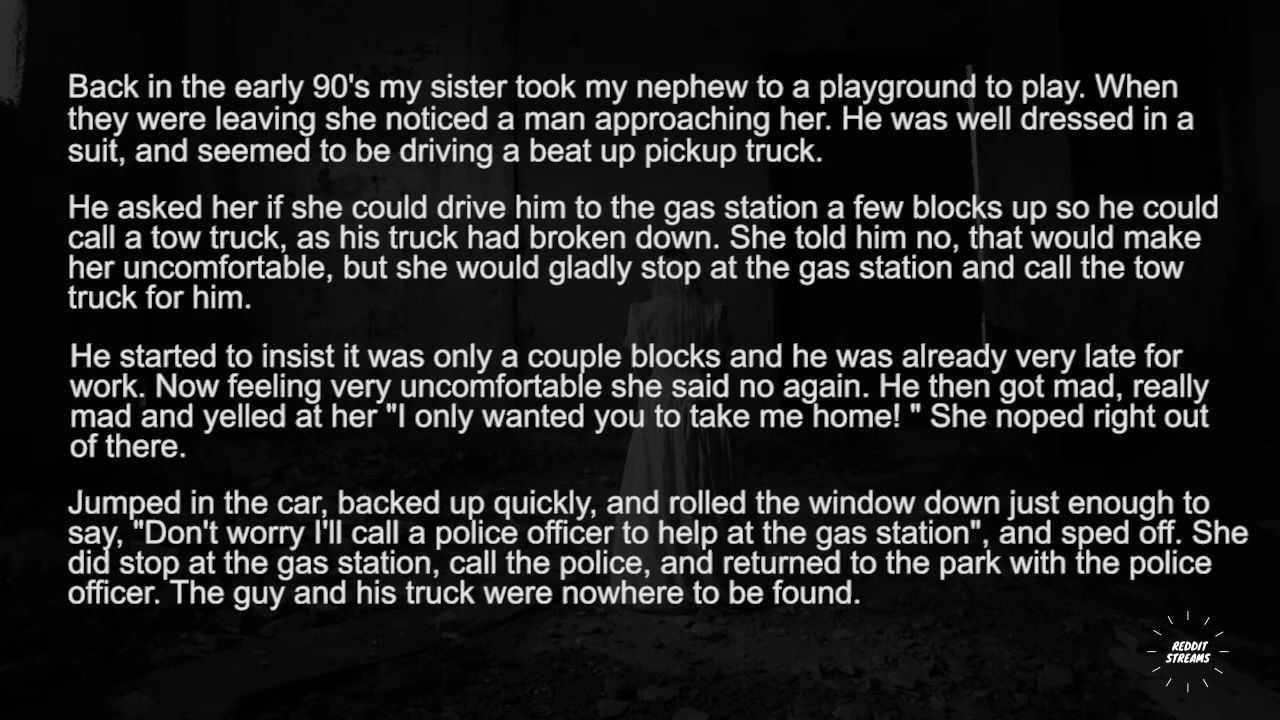 Back in the early 90's my sister took my nephew to a playground to play. When
they were leaving she noticed a man approaching her. He was well dressed in a
suit, and seemed to be driving a beat up pickup truck.
He asked her if she could drive him to the gas station a few blocks up so he could
call a tow truck, as his truck had broken down. She told him no, that would make
her uncomfortable, but she would gladly stop at the gas station and call the tow
truck for him.
He started to insist it was only a couple blocks and he was already very late for
work. Now feeling very uncomfortable she said no again. He then got mad, really
mad and yelled at her "I only wanted you to take me home! " She noped right out
of there.
Jumped in the car, backed up quickly, and rolled the window down just enough to
say, "Don't worry I'll call a police officer to help at the gas station", and sped off. She
did stop at the gas station, call the police, and returned to the park with the police
officer. The guy and his truck were nowhere to be found.
REDDIT
STREAMS